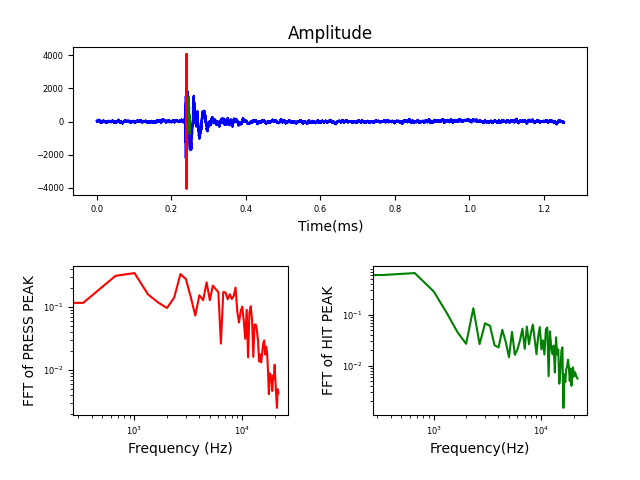 Amplitude
4000
2000
0
−2000
−4000
0.0 0.2 0.4 0.6 0.8 1.0 1.2
Time(ms)
FFT of PRESS PEAK
10⁻¹
10⁻²
10³ 10⁴
Frequency (Hz)
FFT of HIT PEAK
10⁻¹
10⁻²
10³ 10⁴
Frequency(Hz)